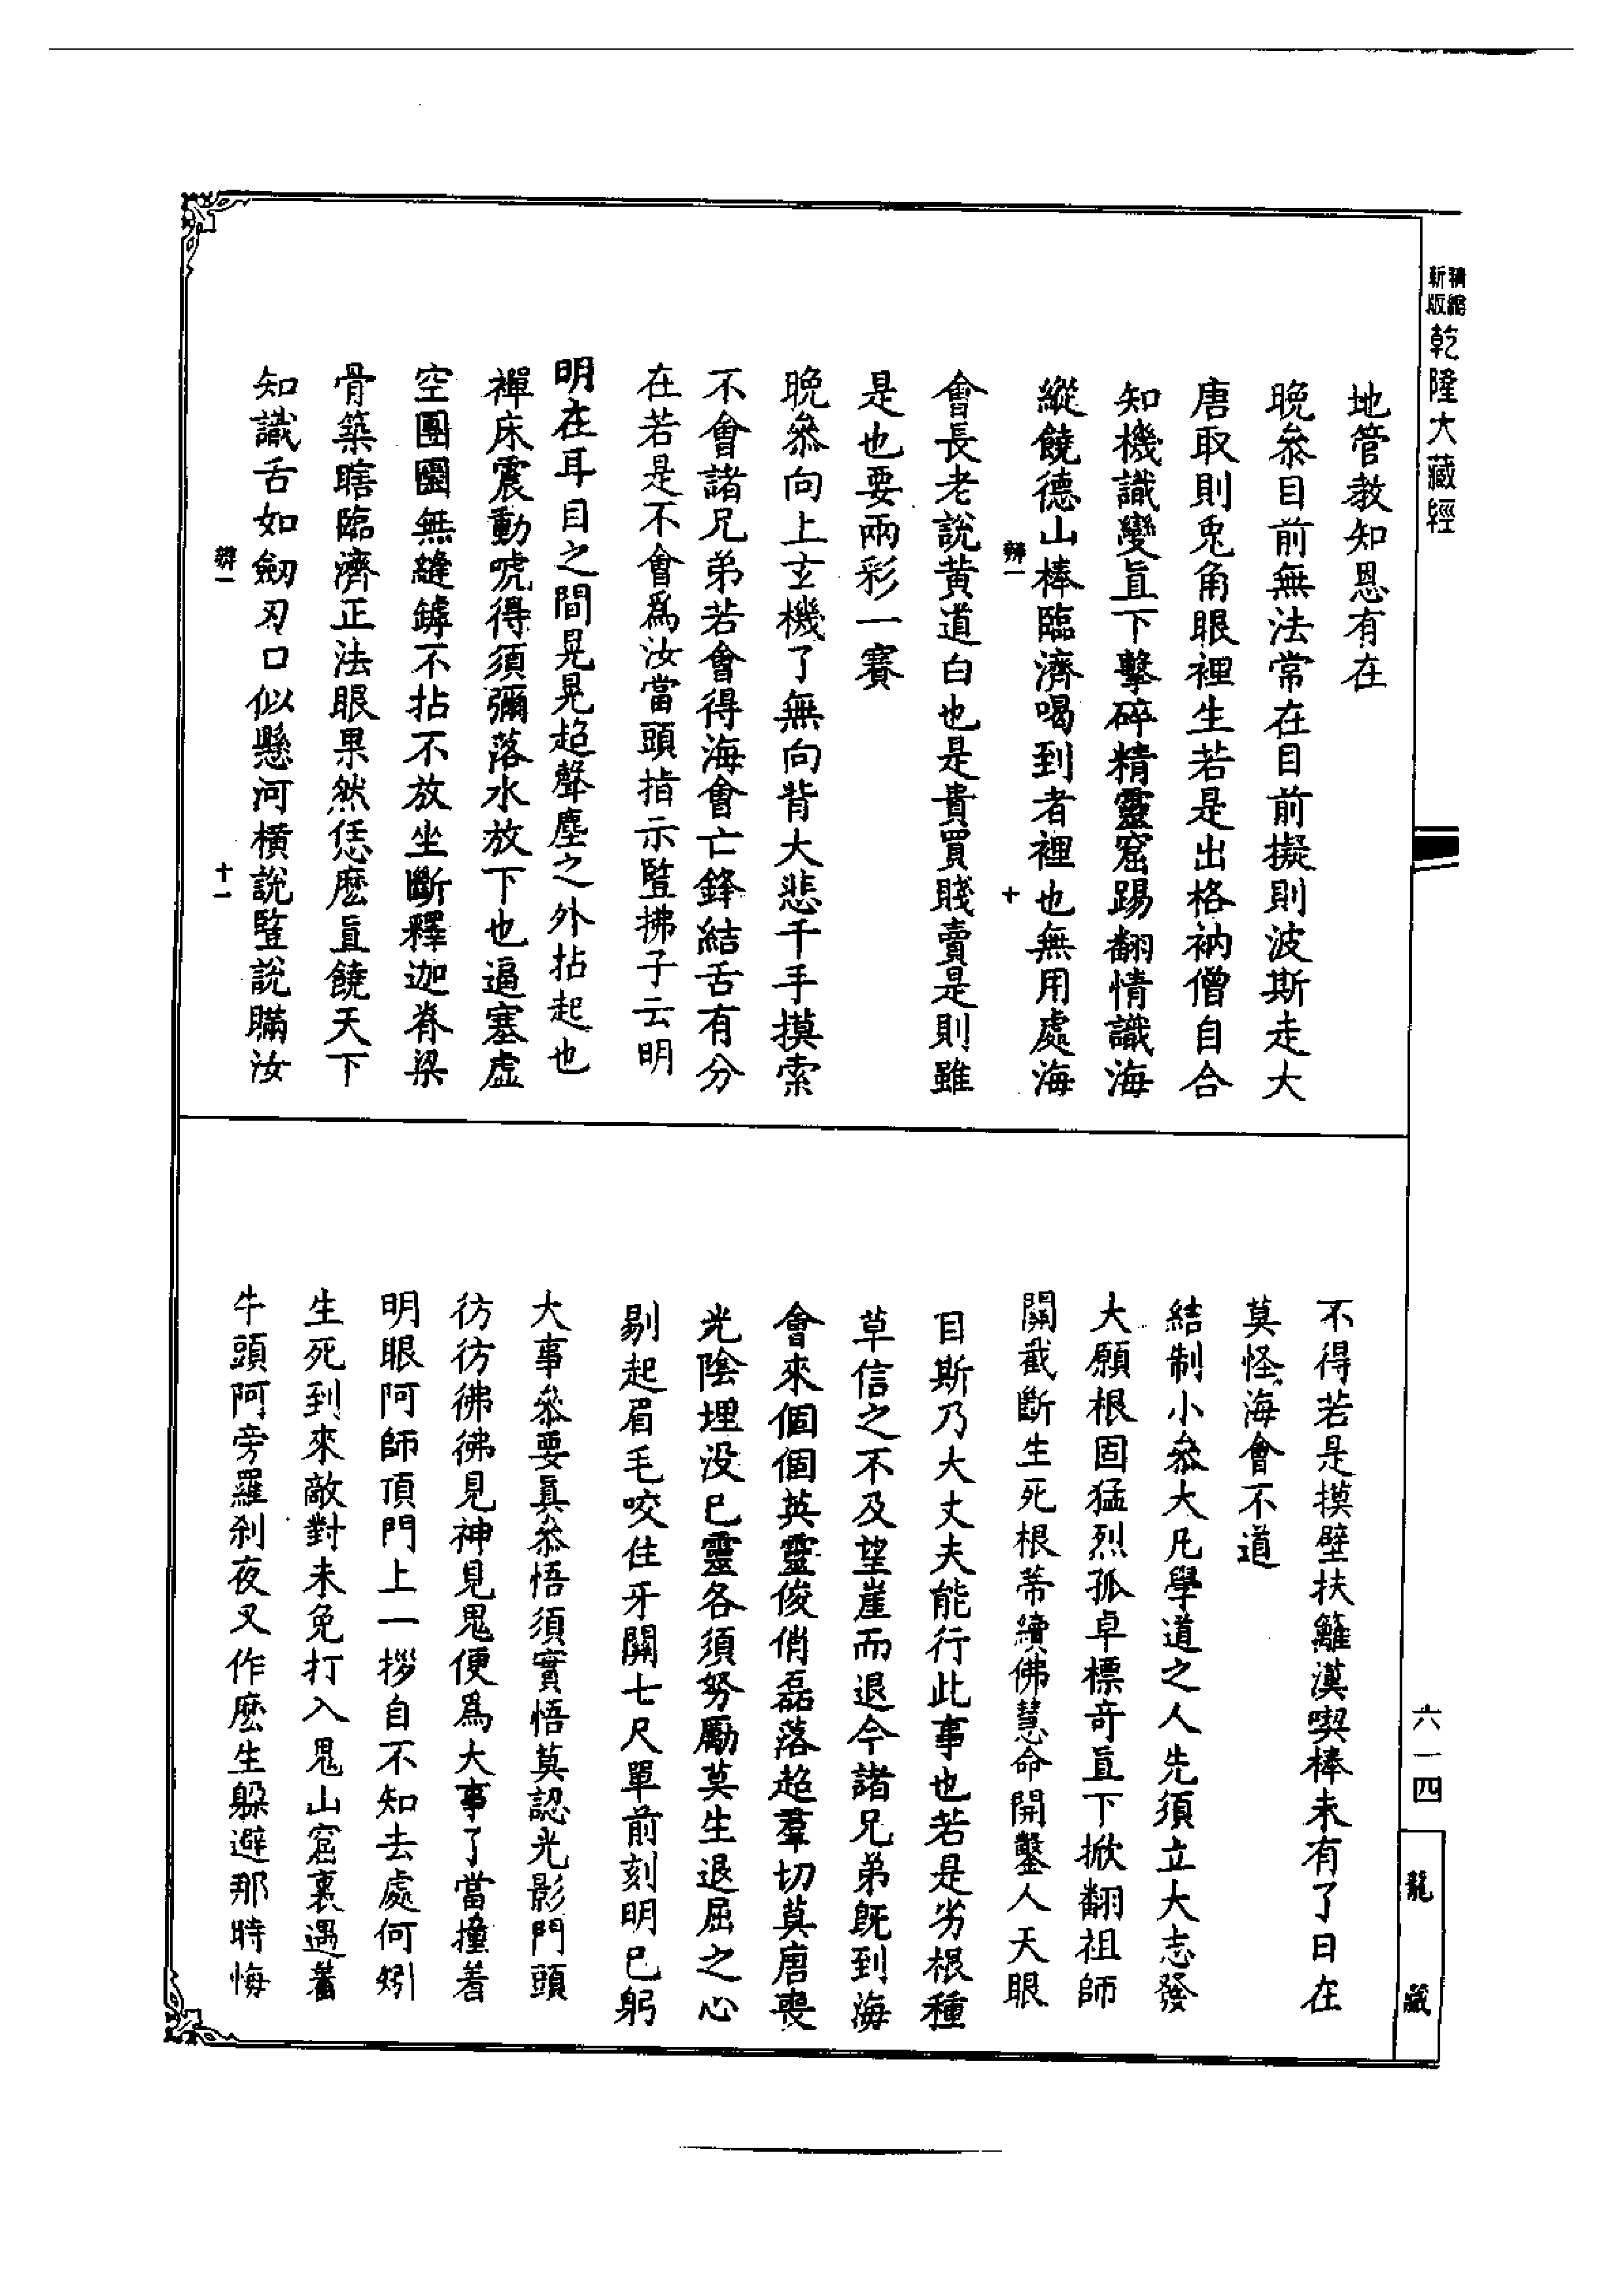 精縮新版乾隆大藏經
地管教知恩有在
晚叅目前無法常在目前擬則波斯走大
唐取則兎角眼裡生若是出格衲僧自合
知機識變直下擊碎精靈窟踢翻情識海
縱饒德山棒臨濟喝到者裡也無用處海
辨一
十
會長老說黄道白也是貴買賤賣是則雖
是也要兩彩一賽
晚叅向上玄機了無向背大悲千手摸索
不會諸兄弟若會得海會亡鋒結舌有分
在若是不會爲汝當頭指示豎拂子云明
明在耳目之間晃晃超聲塵之外拈起也
禪床震動唬得須彌落水放下也逼塞虛
空團團無縫鏬不拈不放坐斷釋迦脊梁
骨築瞎臨濟正法眼果然恁麽直饒天下
知識舌如劒刃口似懸河橫說豎說瞞汝
辨一
十一
不得若是摸壁扶籬漢喫棒未有了日在
莫怪海會不道
結制小叅大凡學道之人先須立大志發
大願根固猛烈孤卓標奇直下掀翻祖師
關截斷生死根蒂續佛慧命開鑿人天眼
目斯乃大丈夫能行此事也若是劣根種
草信之不及望崖而退今諸兄弟旣到海
會來個個英靈俊俏磊落超羣切莫唐喪
光陰埋没已靈各須努勵莫生退屈之心
剔起眉毛咬住牙關七尺單前刻明已躬
大事叅要眞叅悟須實悟莫認光影門頭
彷彷彿彿見神見鬼便爲大事了當撞着
明眼阿師頂門上一拶自不知去處何矧
生死到來敵對未免打入鬼山窟裏遇著
牛頭阿旁羅刹夜叉作麽生躱避那時悔
六一四
龍藏